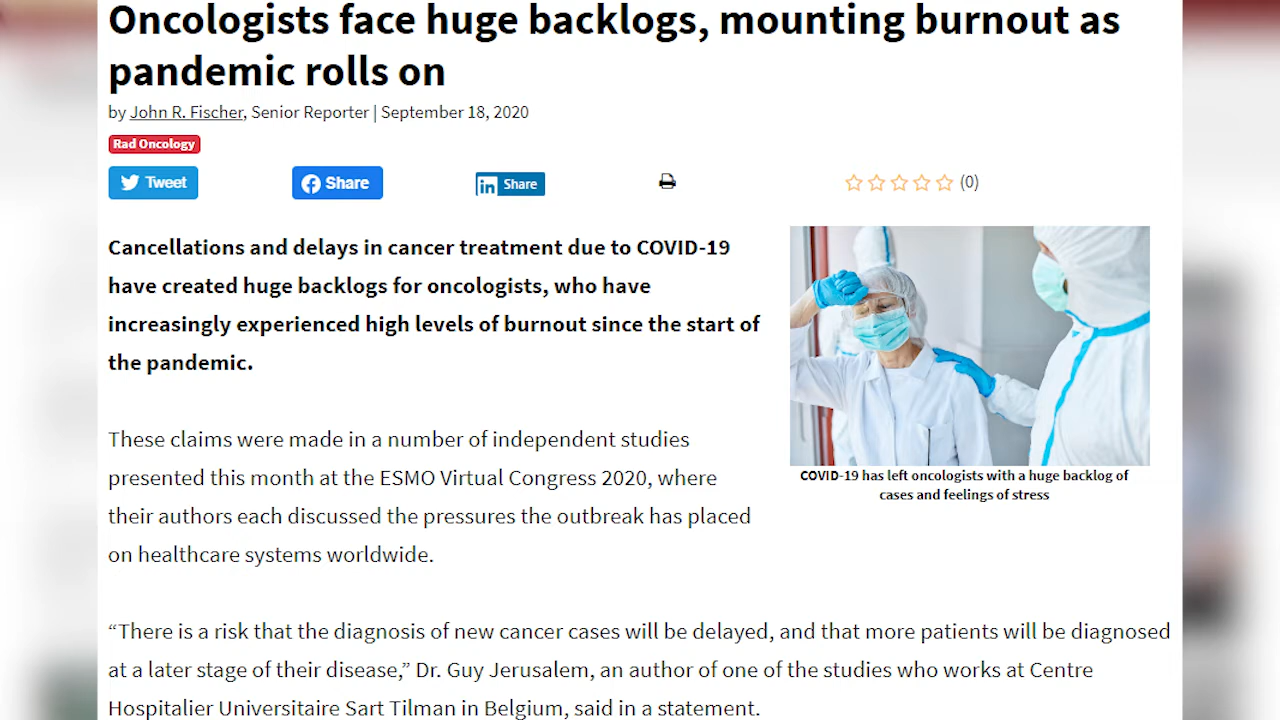 Oncologists face huge backlogs, mounting burnout as
pandemic rolls on
by John R. Fischer, Senior Reporter | September 18, 2020
Rad Oncology
Tweet
Share
in Share
(0)
Cancellations and delays in cancer treatment due to COVID-19
have created huge backlogs for oncologists, who have
increasingly experienced high levels of burnout since the start of
the pandemic.
COVID-19 has left oncologists with a huge backlog of
cases and feelings of stress
These claims were made in a number of independent studies
presented this month at the ESMO Virtual Congress 2020, where
their authors each discussed the pressures the outbreak has placed
on healthcare systems worldwide.
“There is a risk that the diagnosis of new cancer cases will be delayed, and that more patients will be diagnosed
at a later stage of their disease,” Dr. Guy Jerusalem, an author of one of the studies who works at Centre
Hospitalier Universitaire Sart Tilman in Belgium, said in a statement.